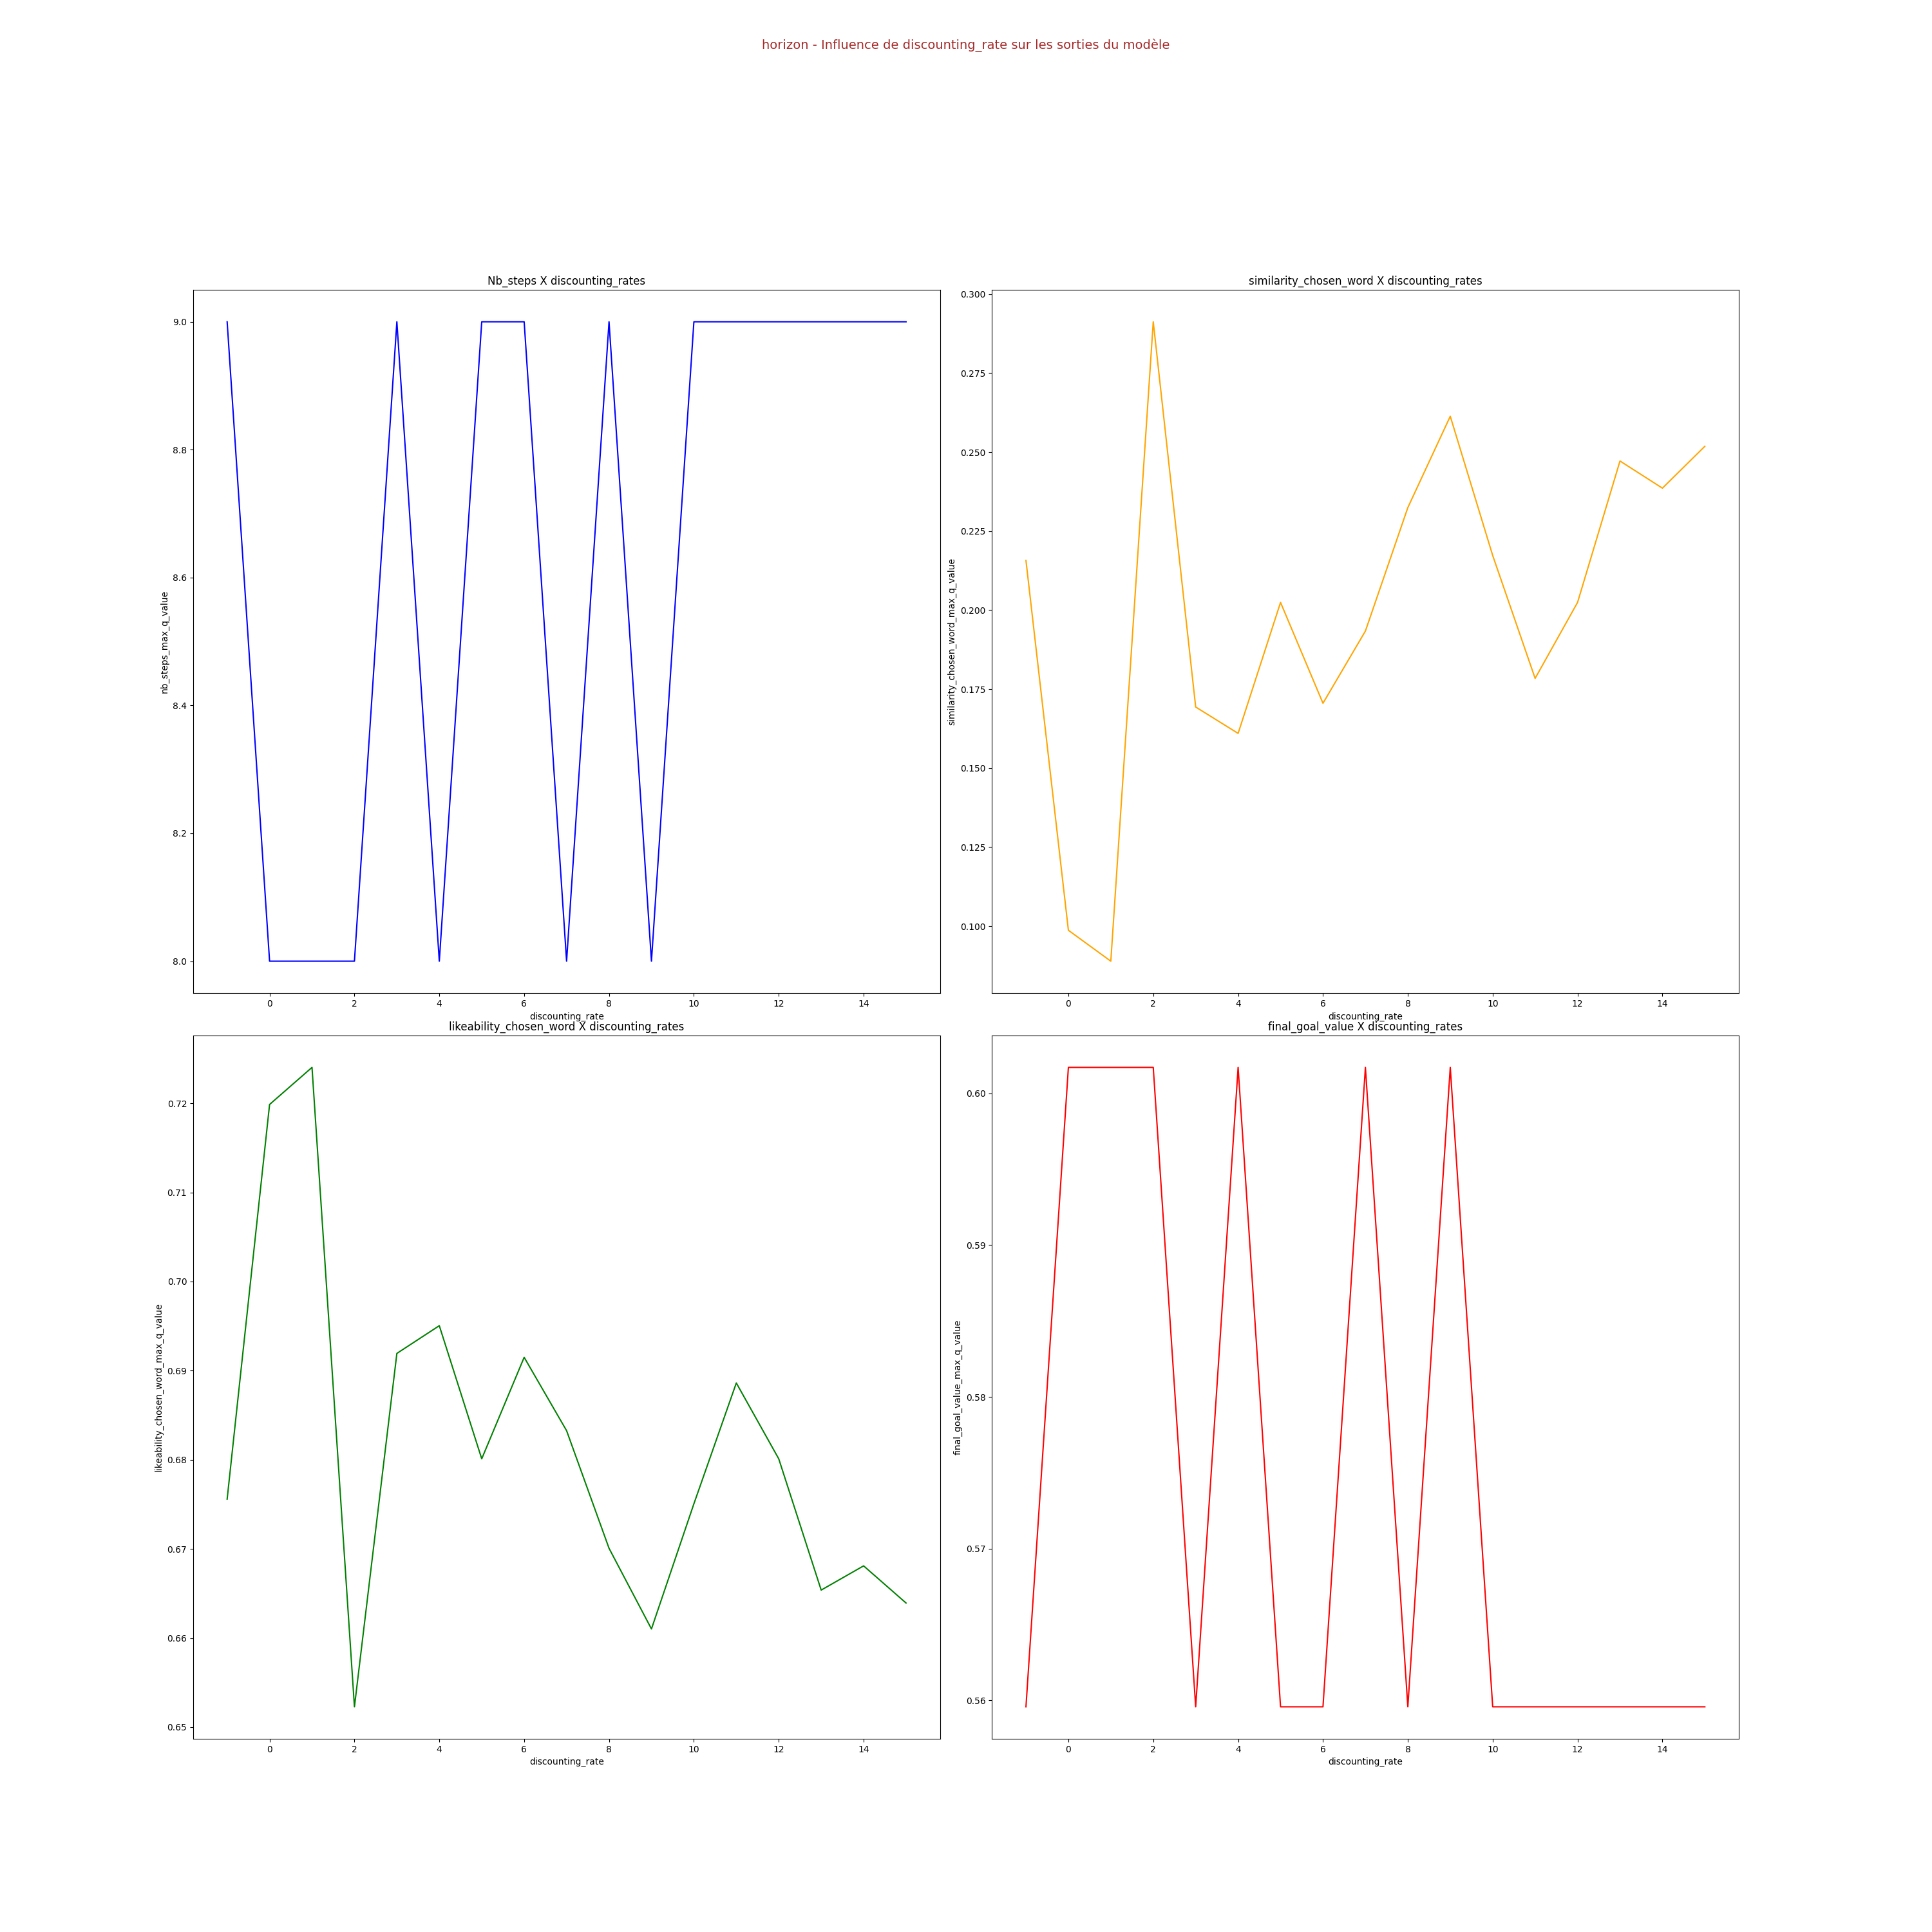 horizon - Influence de discounting_rate sur les sorties du modèle
Nb_steps X discounting_rates
9.0
8.8
8.6
8.4
8.2
8.0
nb_steps_max_q_value
0 2 4 6 8 10 12 14
discounting_rate
similarity_chosen_word X discounting_rates
0.300
0.275
0.250
0.225
0.200
0.175
0.150
0.125
0.100
similarity_chosen_word_max_q_value
0 2 4 6 8 10 12 14
discounting_rate
likeability_chosen_word X discounting_rates
0.72
0.71
0.70
0.69
0.68
0.67
0.66
0.65
likeability_chosen_word_max_q_value
0 2 4 6 8 10 12 14
discounting_rate
final_goal_value X discounting_rates
0.60
0.59
0.58
0.57
0.56
final_goal_value_max_q_value
0 2 4 6 8 10 12 14
discounting_rate